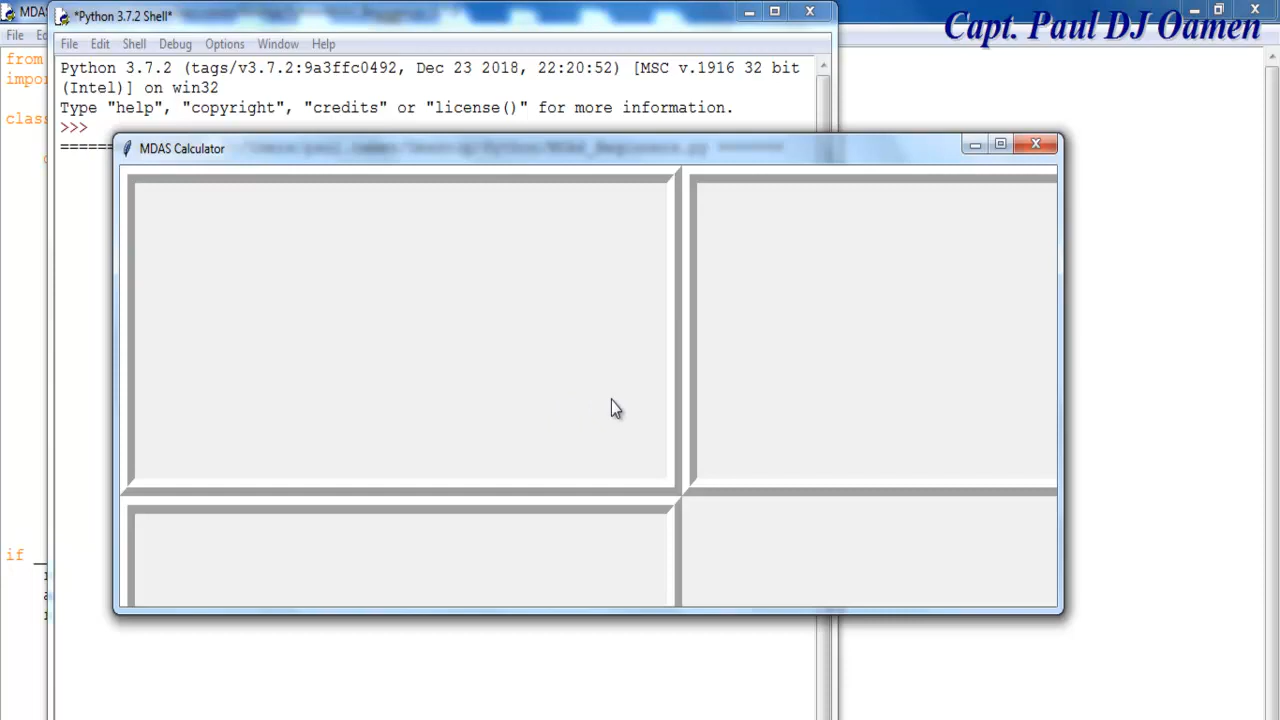 MDAS
*Python 3.7.2 Shell*
Capt. Paul DJ Oamen
File
File Edit Shell Debug Options Window Help
from
Python 3.7.2 (tags/v3.7.2:9a3ffc0492, Dec 23 2018, 22:20:52) [MSC v.1916 32 bit
(Intel)] on win32
Type "help", "copyright", "credits" or "license()" for more information.
>>>
MDAS Calculator
if